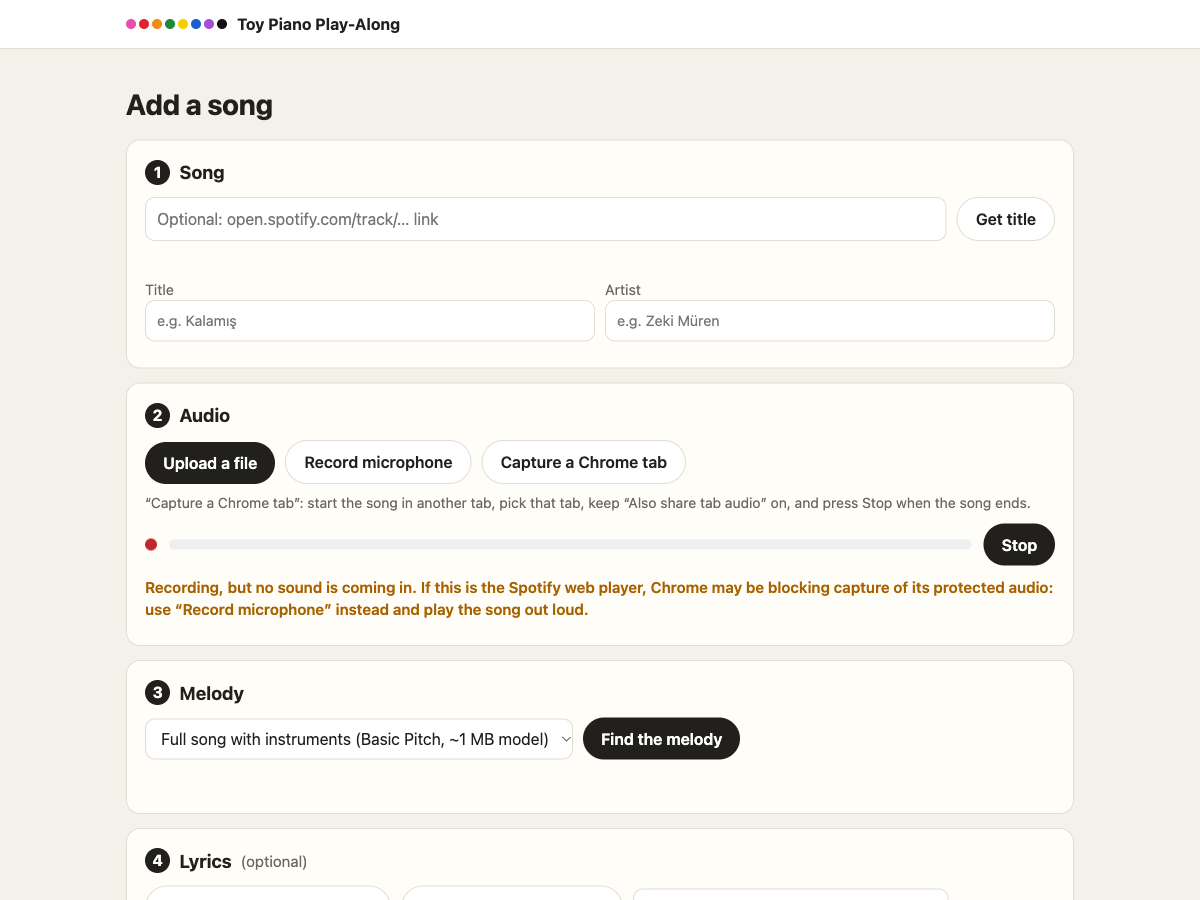 Toy Piano Play-Along
Add a song
1 Song
Optional: open.spotify.com/track/... link
Get title
Title
Artist
e.g. Kalamış
e.g. Zeki Müren
2 Audio
Upload a file
Record microphone
Capture a Chrome tab
“Capture a Chrome tab”: start the song in another tab, pick that tab, keep “Also share tab audio” on, and press Stop when the song ends.
Stop
Recording, but no sound is coming in. If this is the Spotify web player, Chrome may be blocking capture of its protected audio:
use “Record microphone” instead and play the song out loud.
3 Melody
Full song with instruments (Basic Pitch, ~1 MB model)
Find the melody
4 Lyrics (optional)